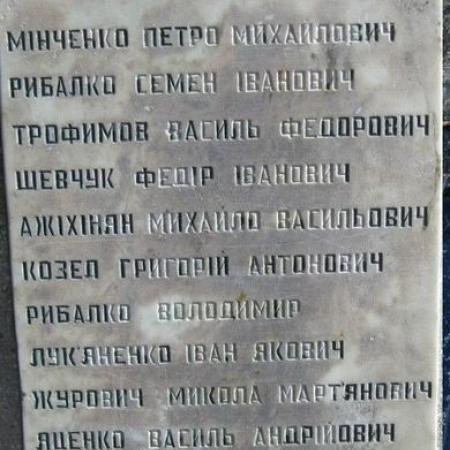 МІНЧЕНКО ПЕТРО МИХАЙЛОВИЧ
РИБАЛКО СЕМЕН ІВАНОВИЧ
ТРОФИМОВ ВАСИЛЬ ФЕДОРОВИЧ
ШЕВЧУК ФЕДІР ІВАНОВИЧ
АЖІХІНЯН МИХАЙЛО ВАСИЛЬОВИЧ
КОЗЕЛ ГРИГОРІЙ АНТОНОВИЧ
РИБАЛКО ВОЛОДИМИР
ЛУК'ЯНЕНКО ІВАН ЯКОВИЧ
ЖУРОВИЧ МИКОЛА МАРТ'ЯНОВИЧ
ЯЦЕНКО ВАСИЛЬ АНДРІЙОВИЧ